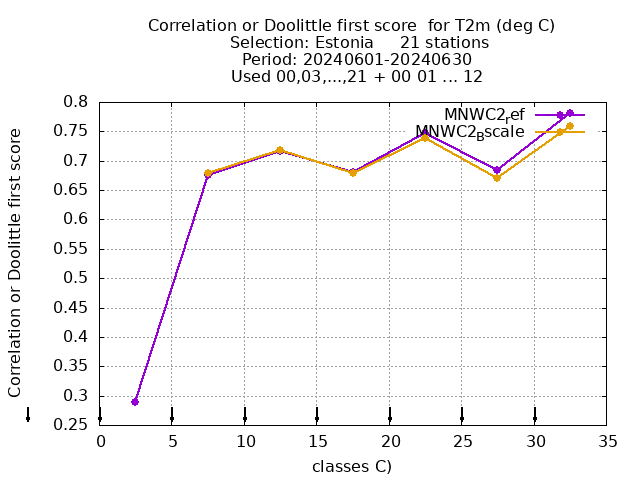 Correlation or Doolittle first score  for T2m (deg C)
Selection: Estonia     21 stations
Period: 20240601-20240630
Used 00,03,...,21 + 00 01 ... 12
Correlation or Doolittle first score
0.8
0.75
0.7
0.65
0.6
0.55
0.5
0.45
0.4
0.35
0.3
0.25
MNWC2_ref
MNWC2_Bscale
0 5 10 15 20 25 30 35
classes C)